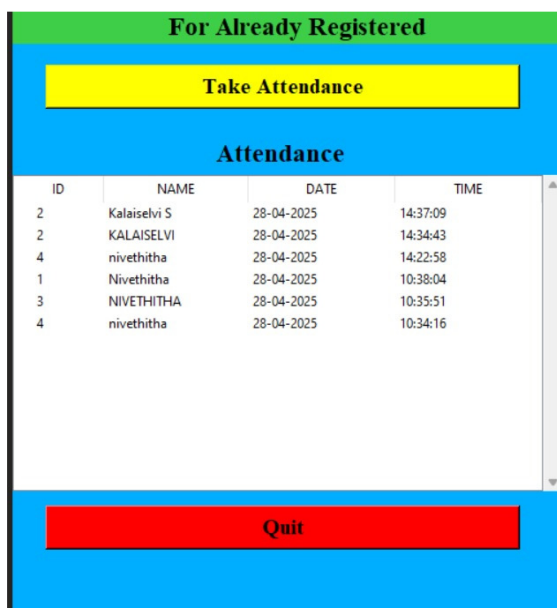 For Already Registered
Take Attendance
Attendance
ID NAME DATE TIME
2 Kalaiselvi S 28-04-2025 14:37:09
2 KALAISELVI 28-04-2025 14:34:43
4 nivethitha 28-04-2025 14:22:58
1 Nivethitha 28-04-2025 10:38:04
3 NIVETHITHA 28-04-2025 10:35:51
4 nivethitha 28-04-2025 10:34:16
Quit